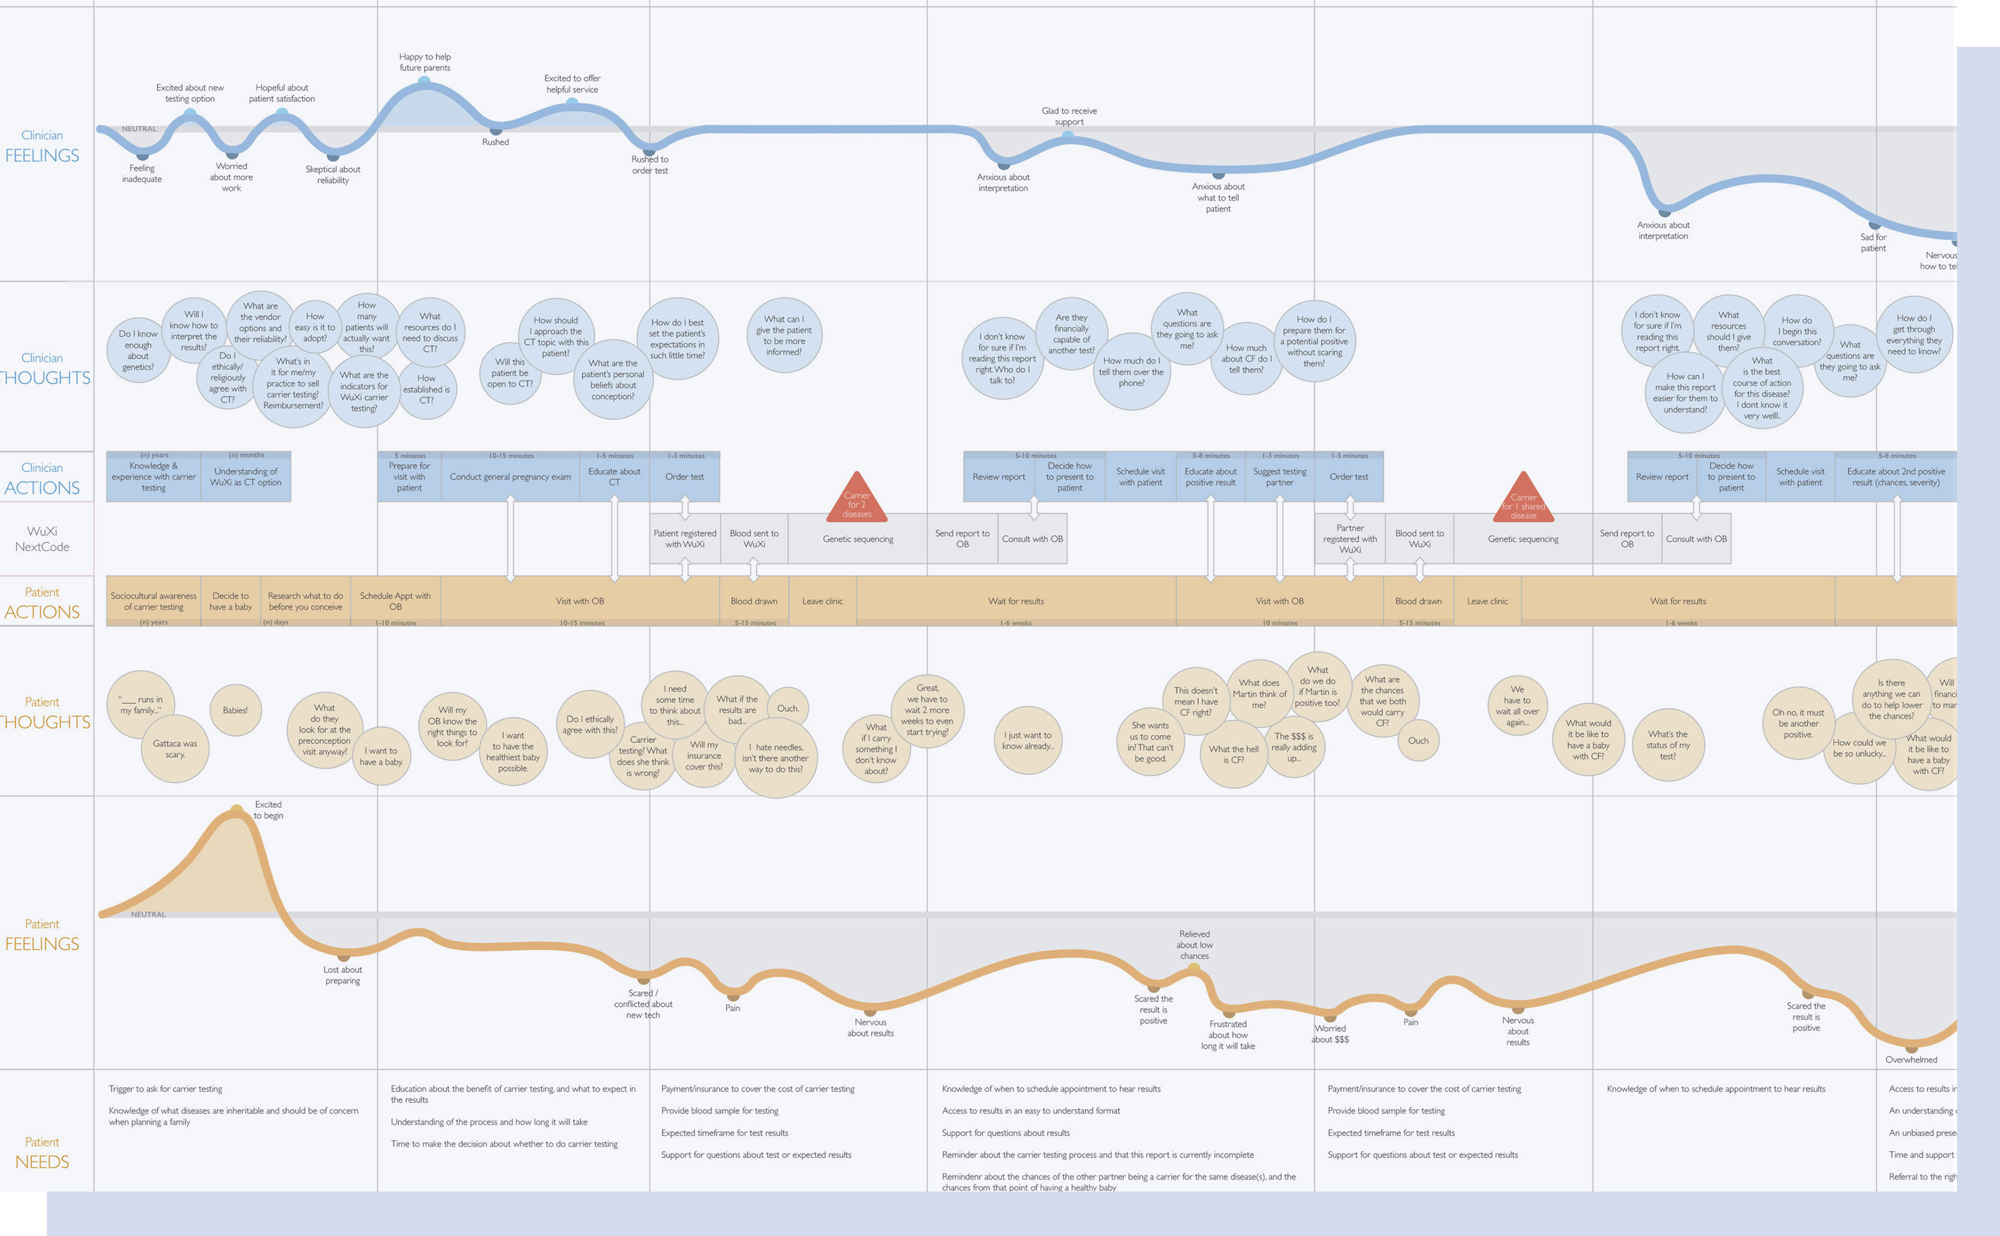 Clinician
FEELINGS
NEUTRAL
Feeling
inadequate
Excited about new
testing option
Worried
about more
work
Hopeful about
patient satisfaction
Skeptical about
reliability
Happy to help
future parents
Rushed
Excited to offer
helpful service
Rushed to
order test
Anxious about
interpretation
Glad to receive
support
Anxious about
what to tell
patient
Anxious about
interpretation
Sad for
patient
Nervous
how to tel
Clinician
THOUGHTS
Do I know
enough
about
genetics?
Will I
know how to
interpret the
results?
Do I
ethically/
religiously
agree with
CT?
What are
the vendor
options and
their reliability?
What's in
it for me/my
practice to sell
carrier testing?
Reimbursement?
How
easy is it to
adopt?
How
many
patients will
actually want
this?
What are the
indicators for
WuXi carrier
testing?
What
resources do I
need to discuss
CT?
How
established is
CT?
Will this
patient be
open to CT?
How should
I approach the
CT topic with this
patient?
What are the
patient's personal
beliefs about
conception?
How do I best
set the patient's
expectations in
such little time?
What can I
give the patient
to be more
informed?
I don't know
for sure if I'm
reading this report
right. Who do I
talk to?
Are they
financially
capable of
another test?
How much do I
tell them over the
phone?
What
questions are
they going to ask
me?
How much
about CF do I
tell them?
How do I
prepare them for
a potential positive
without scaring
them?
I don't know
for sure if I'm
reading this
report right.
How can I
make this report
easier for them to
understand?
What
resources
should I give
them?
What
is the best
course of action
for this disease?
I dont know it
very well!..
How do
I begin this
conversation?
What
questions are
they going to ask
me?
How do I
get through
everything they
need to know?
Clinician
ACTIONS
(n) years
Knowledge &
experience with carrier
testing
(n) months
Understanding of
WuXi as CT option
5 minutes
Prepare for
visit with
patient
10-15 minutes
Conduct general pregnancy exam
1-5 minutes
Educate about
CT
1-3 minutes
Order test
5-10 minutes
Review report
Decide how
to present to
patient
Schedule visit
with patient
5-8 minutes
Educate about
positive result
1-3 minutes
Suggest testing
partner
1-3 minutes
Order test
5-10 minutes
Review report
Decide how
to present to
patient
Schedule visit
with patient
5-8 minutes
Educate about 2nd positive
result (chances, severity)
WuXi
NextCode
Patient registered
with WuXi
Blood sent to
WuXi
Carrier
for 2
diseases
Genetic sequencing
Send report to
OB
Consult with OB
Partner
registered with
WuXi
Blood sent to
WuXi
Carrier
for 1 shared
disease
Genetic sequencing
Send report to
OB
Consult with OB
Patient
ACTIONS
Sociocultural awareness
of carrier testing
(n) years
Decide to
have a baby
Research what to do
before you conceive
(n) days
Schedule Appt with
OB
1-10 minutes
Visit with OB
10-15 minutes
Blood drawn
5-15 minutes
Leave clinic
Wait for results
1-6 weeks
Visit with OB
10 minutes
Blood drawn
5-15 minutes
Leave clinic
Wait for results
1-6 weeks
Patient
THOUGHTS
"___ runs in
my family..."
Gattaca was
scary.
Babies!
What
do they
look for at the
preconception
visit anyway?
I want to
have a baby.
Will my
OB know the
right things to
look for?
I want
to have the
healthiest baby
possible.
Do I ethically
agree with this?
Carrier
testing? What
does she think
is wrong?
I need
some time
to think about
this...
Will my
insurance
cover this?
What if the
results are
bad...
Ouch.
I hate needles,
isn't there another
way to do this?
What
if I carry
something I
don't know
about?
Great,
we have to
wait 2 more
weeks to even
start trying?
I just want to
know already...
She wants
us to come
in? That can't
be good.
This doesn't
mean I have
CF right?
What the hell
is CF?
What does
Martin think of
me?
The $$$ is
really adding
up...
What
do we do
if Martin is
positive too?
What are
the chances
that we both
would carry
CF?
Ouch
We
have to
wait all over
again...
What would
it be like to
have a baby
with CF?
What's the
status of my
test?
Oh no, it must
be another
positive.
How could we
be so unlucky...
Is there
anything we can
do to help lower
the chances?
What would
it be like to
have a baby
with CF?
Will
financi
to mar
Patient
FEELINGS
NEUTRAL
Excited
to begin
Lost about
preparing
Scared /
conflicted about
new tech
Pain
Nervous
about results
Scared the
result is
positive
Relieved
about low
chances
Frustrated
about how
long it will take
Worried
about $$$
Pain
Nervous
about
results
Scared the
result is
positive
Overwhelmed
Patient
NEEDS
Trigger to ask for carrier testing
Knowledge of what diseases are inheritable and should be of concern
when planning a family
Education about the benefit of carrier testing, and what to expect in
the results
Understanding of the process and how long it will take
Time to make the decision about whether to do carrier testing
Payment/insurance to cover the cost of carrier testing
Provide blood sample for testing
Expected timeframe for test results
Support for questions about test or expected results
Knowledge of when to schedule appointment to hear results
Access to results in an easy to understand format
Support for questions about results
Reminder about the carrier testing process and that this report is currently incomplete
Remindenr about the chances of the other partner being a carrier for the same disease(s), and the
chances from that point of having a healthy baby
Payment/insurance to cover the cost of carrier testing
Provide blood sample for testing
Expected timeframe for test results
Support for questions about test or expected results
Knowledge of when to schedule appointment to hear results
Access to results in
An understanding
An unbiased prese
Time and support
Referral to the righ